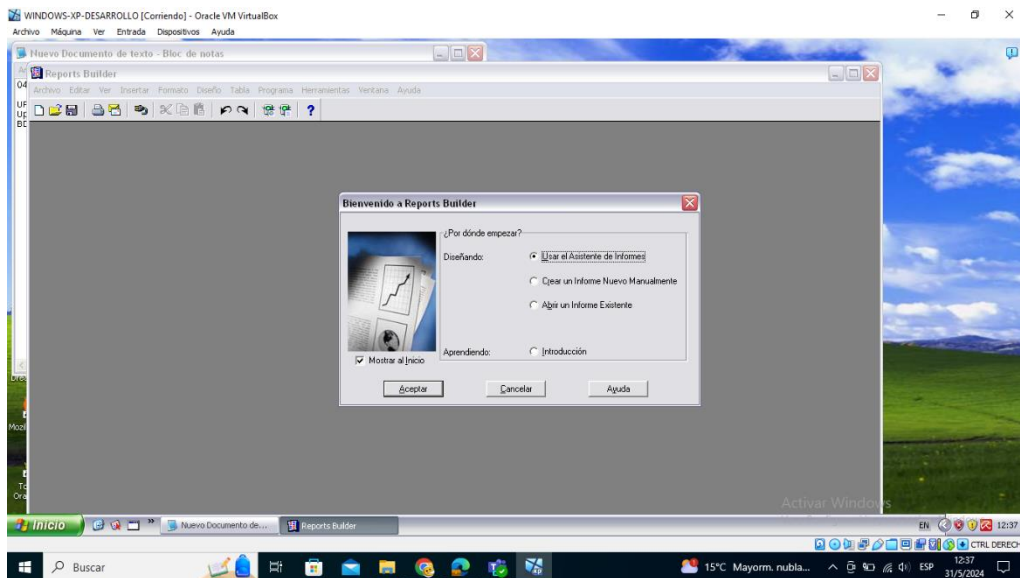 WINDOWS-XP-DESARROLLO [Corriendo] - Oracle VM VirtualBox
Archivo Máquina Ver Entrada Dispositivos Ayuda
Nuevo Documento de texto - Bloc de notas
Reports Builder
Archivo Editar Ver Insertar Formato Diseño Tabla Programa Herramientas Ventana Ayuda
Bienvenido a Reports Builder
¿Por dónde empezar?
Diseñando:
Usar el Asistente de Informes
Crear un Informe Nuevo Manualmente
Abrir un Informe Existente
Aprendiendo:
Introducción
Mostrar al Inicio
Aceptar Cancelar Ayuda
Activar Windows
Inicio Nuevo Documento de... Reports Builder EN 12:37
CTRL DERECH
Buscar 15°C Mayorm. nubla... ESP 12:37
31/5/2024